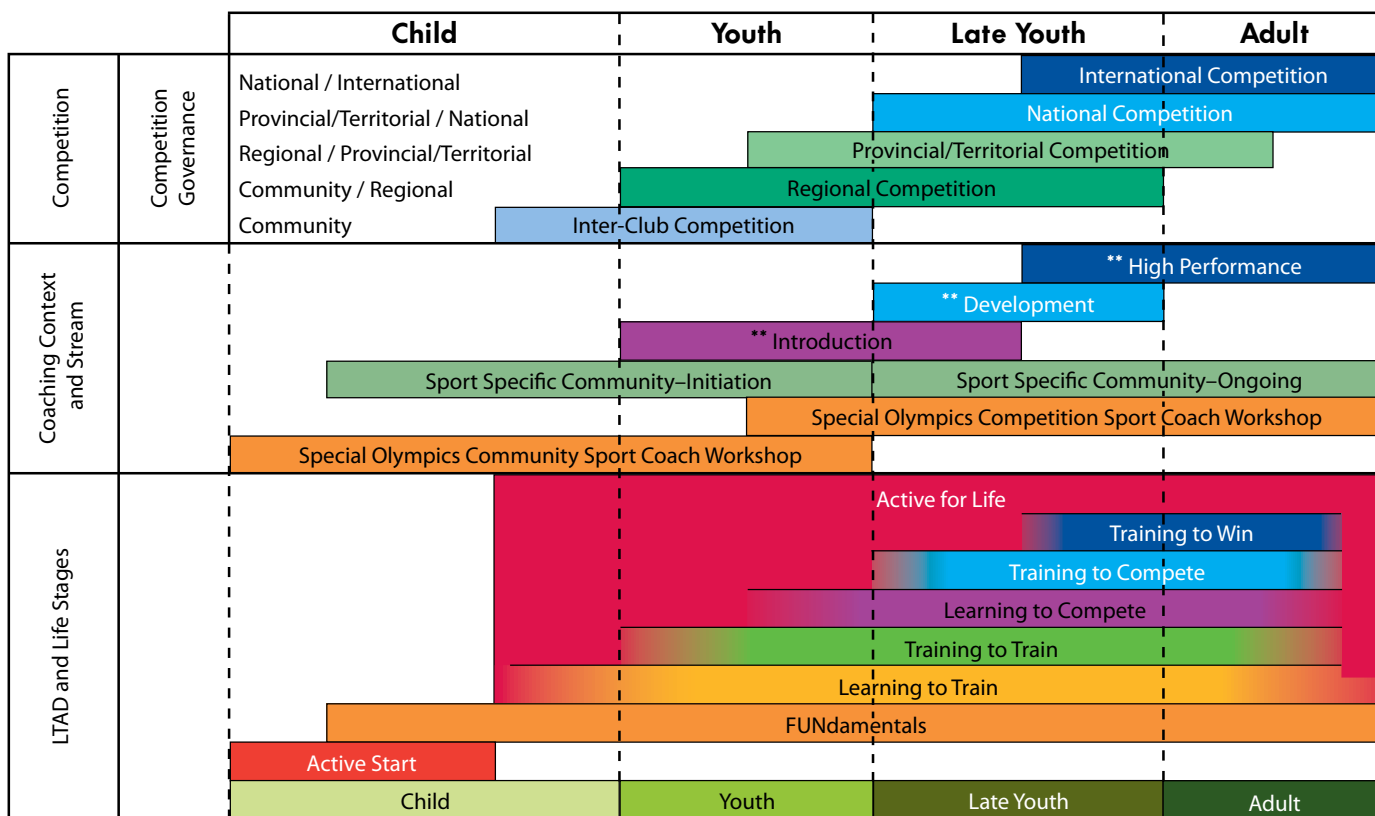 Child
Youth
Late Youth
Adult
Competition
Competition
Governance
National / International
Provincial/Territorial / National
Regional / Provincial/Territorial
Community / Regional
Community
International Competition
National Competition
Provincial/Territorial Competition
Regional Competition
Inter-Club Competition
Coaching Context
and Stream
** High Performance
** Development
** Introduction
Sport Specific Community–Initiation
Sport Specific Community–Ongoing
Special Olympics Competition Sport Coach Workshop
Special Olympics Community Sport Coach Workshop
LTAD and Life Stages
Active for Life
Training to Win
Training to Compete
Learning to Compete
Training to Train
Learning to Train
FUNdamentals
Active Start
Child
Youth
Late Youth
Adult